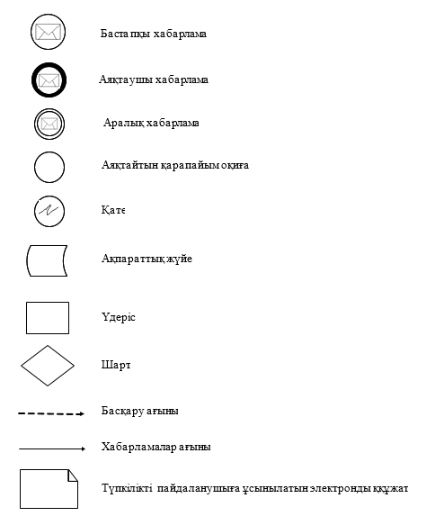 Бастапқы хабарлама
Аяқтаушы хабарлама
Аралық хабарлама
Аяқтайтын қарапайым оқиға
Қате
Ақпараттық жүйе
Үдеріс
Шарт
Басқару ағыны
Хабарламалар ағыны
Түпкілікті пайдаланушыға ұсынылатын электронды ққұжат